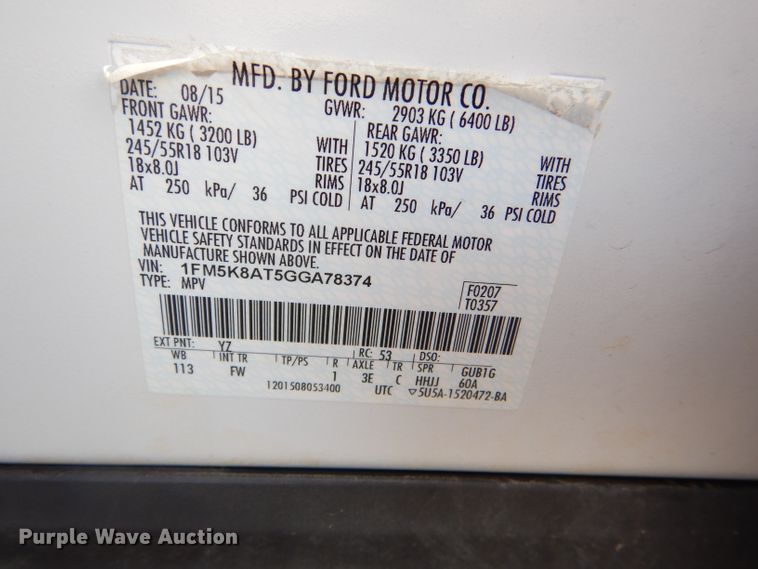 MFD. BY FORD MOTOR CO.
DATE: 08/15 GVWR: 2903 KG ( 6400 LB)
FRONT GAWR: REAR GAWR:
1452 KG ( 3200 LB) WITH 1520 KG ( 3350 LB) WITH
245/55R18 103V TIRES 245/55R18 103V TIRES
18x8.0J RIMS 18x8.0J RIMS
AT 250 kPa/ 36 PSI COLD AT 250 kPa/ 36 PSI COLD
THIS VEHICLE CONFORMS TO ALL APPLICABLE FEDERAL MOTOR
VEHICLE SAFETY STANDARDS IN EFFECT ON THE DATE OF
MANUFACTURE SHOWN ABOVE.
VIN: 1FM5K8AT5GGA78374
TYPE: MPV
F0207
T0357
EXT PNT: YZ RC: 53 DSO:
WB INT TR TP/PS R AXLE TR SPR GUB1G
113 FW 1 3E C HHJJ 60A
1201508053400 UTC ▽5U5A-1520472-BA
Purple Wave Auction